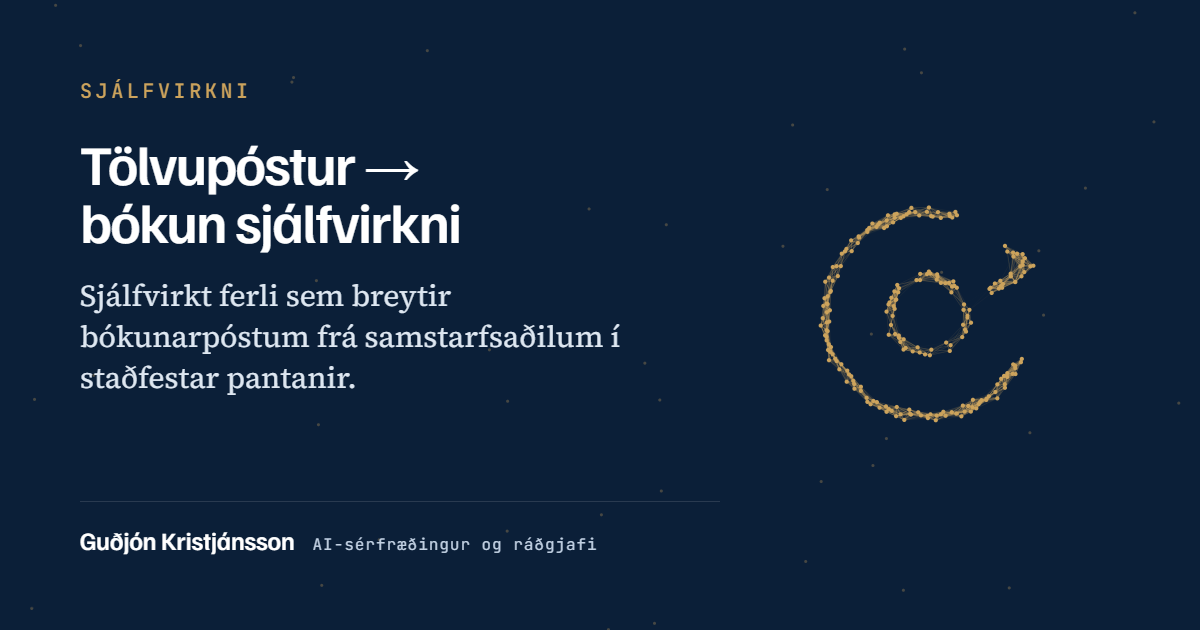 SJÁLFVIRKNI
Tölvupóstur →
bókun sjálfvirkni
Sjálfvirkt ferli sem breytir
bókunarpóstum frá samstarfsaðilum í
staðfestar pantanir.
Guðjón Kristjánsson AI-sérfræðingur og ráðgjafi